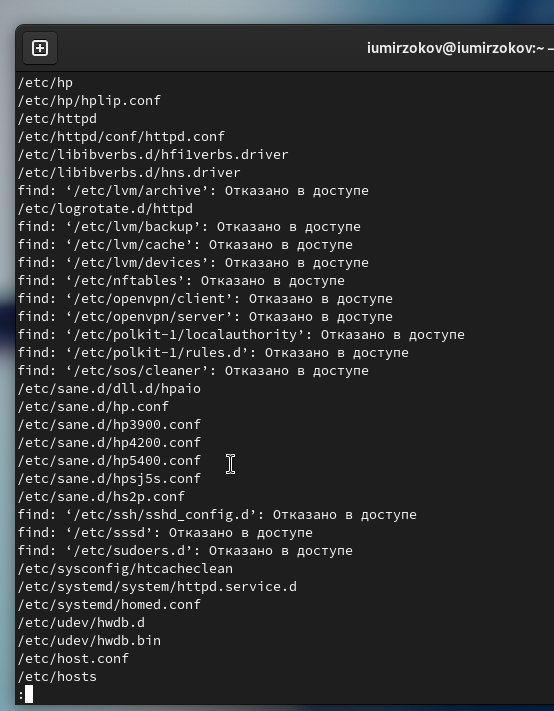 iumirzokov@iumirzokov:~ –
/etc/hp
/etc/hp/hplip.conf
/etc/httpd
/etc/httpd/conf/httpd.conf
/etc/libibverbs.d/hfi1verbs.driver
/etc/libibverbs.d/hns.driver
find: ‘/etc/lvm/archive’: Отказано в доступе
/etc/logrotate.d/httpd
find: ‘/etc/lvm/backup’: Отказано в доступе
find: ‘/etc/lvm/cache’: Отказано в доступе
find: ‘/etc/lvm/devices’: Отказано в доступе
find: ‘/etc/nftables’: Отказано в доступе
find: ‘/etc/openvpn/client’: Отказано в доступе
find: ‘/etc/openvpn/server’: Отказано в доступе
find: ‘/etc/polkit-1/localauthority’: Отказано в доступе
find: ‘/etc/polkit-1/rules.d’: Отказано в доступе
find: ‘/etc/sos/cleaner’: Отказано в доступе
/etc/sane.d/dll.d/hpaio
/etc/sane.d/hp.conf
/etc/sane.d/hp3900.conf
/etc/sane.d/hp4200.conf
/etc/sane.d/hp5400.conf
/etc/sane.d/hpsj5s.conf
/etc/sane.d/hs2p.conf
find: ‘/etc/ssh/sshd_config.d’: Отказано в доступе
find: ‘/etc/sssd’: Отказано в доступе
find: ‘/etc/sudoers.d’: Отказано в доступе
/etc/sysconfig/htcacheclean
/etc/systemd/system/httpd.service.d
/etc/systemd/homed.conf
/etc/udev/hwdb.d
/etc/udev/hwdb.bin
/etc/host.conf
/etc/hosts
: